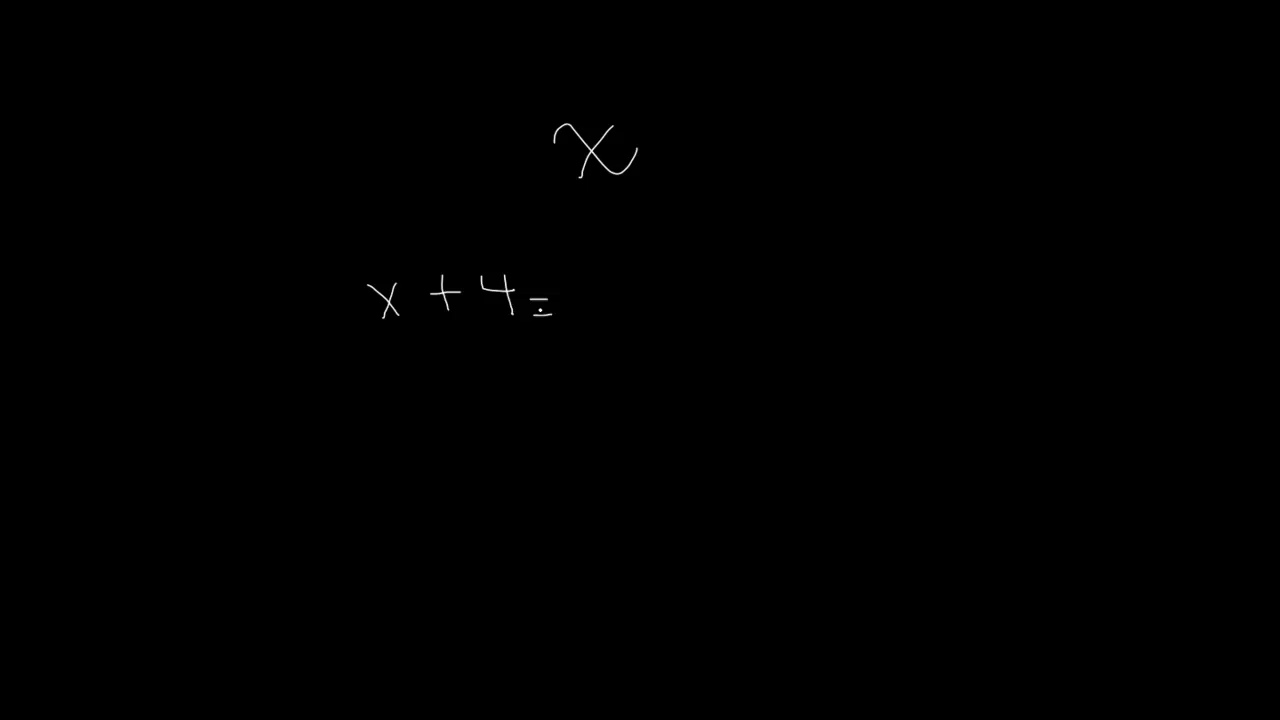 x
x + 4 =